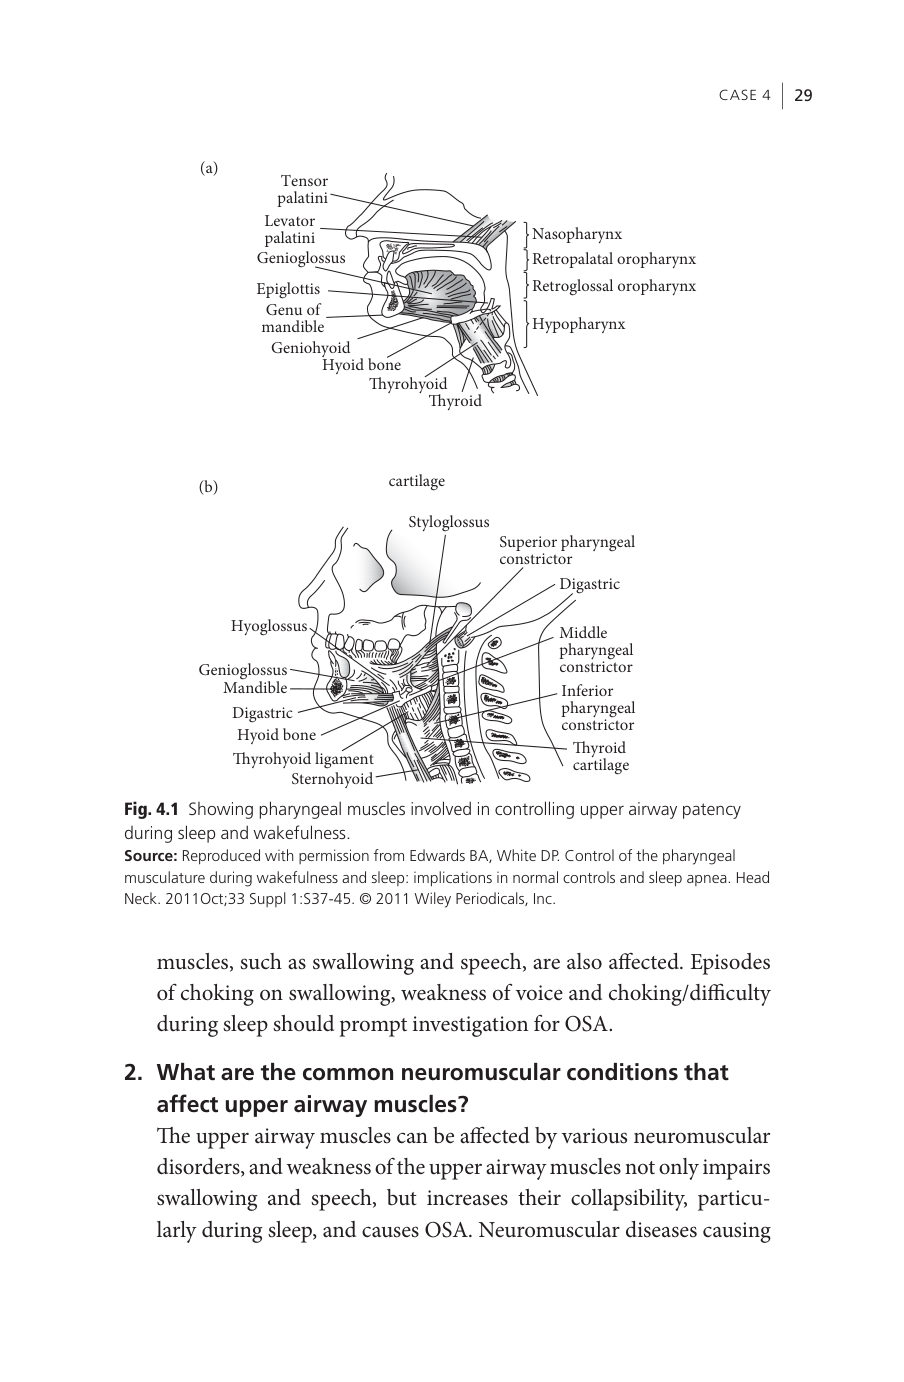 CASE 4 29
(a)
Tensor
palatini
Levator
palatini
Genioglossus
Epiglottis
Genu of
mandible
Geniohyoid
Hyoid bone
Thyrohyoid
Thyroid
Nasopharynx
Retropalatal oropharynx
Retroglossal oropharynx
Hypopharynx
(b)
cartilage
Styloglossus
Superior pharyngeal
constrictor
Digastric
Hyoglossus
Middle
pharyngeal
constrictor
Genioglossus
Mandible
Inferior
pharyngeal
constrictor
Digastric
Hyoid bone
Thyroid
cartilage
Thyrohyoid ligament
Sternohyoid
Fig. 4.1 Showing pharyngeal muscles involved in controlling upper airway patency
during sleep and wakefulness.
Source: Reproduced with permission from Edwards BA, White DP. Control of the pharyngeal
musculature during wakefulness and sleep: implications in normal controls and sleep apnea. Head
Neck. 2011Oct;33 Suppl 1:S37-45. © 2011 Wiley Periodicals, Inc.
muscles, such as swallowing and speech, are also affected. Episodes
of choking on swallowing, weakness of voice and choking/difficulty
during sleep should prompt investigation for OSA.
2. What are the common neuromuscular conditions that
affect upper airway muscles?
The upper airway muscles can be affected by various neuromuscular
disorders, and weakness of the upper airway muscles not only impairs
swallowing and speech, but increases their collapsibility, particu-
larly during sleep, and causes OSA. Neuromuscular diseases causing